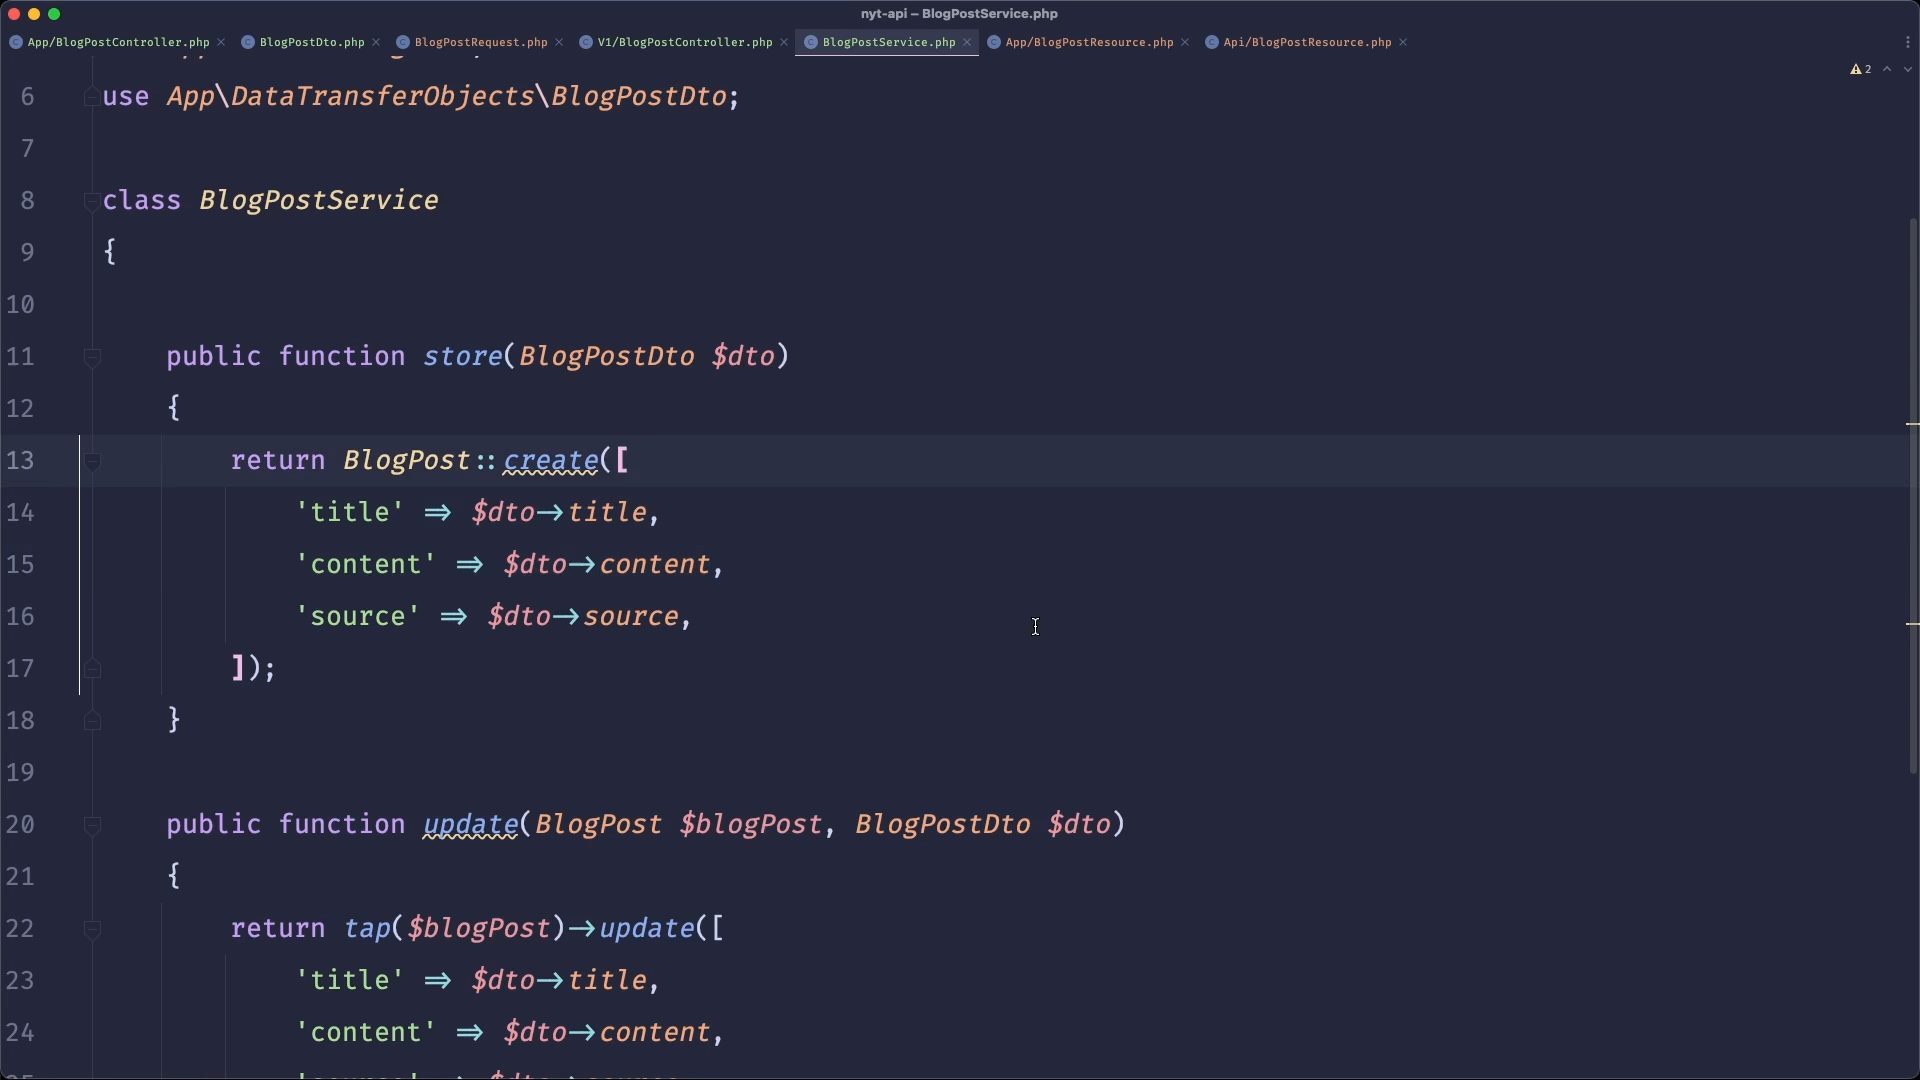 nyt-api – BlogPostService.php
App/BlogPostController.php BlogPostDto.php BlogPostRequest.php V1/BlogPostController.php BlogPostService.php App/BlogPostResource.php Api/BlogPostResource.php
2
6 use App\DataTransferObjects\BlogPostDto;
7
8 class BlogPostService
9 {
10
11 public function store(BlogPostDto $dto)
12 {
13 return BlogPost::create([
14 'title' => $dto->title,
15 'content' => $dto->content,
16 'source' => $dto->source,
17 ]);
18 }
19
20 public function update(BlogPost $blogPost, BlogPostDto $dto)
21 {
22 return tap($blogPost)->update([
23 'title' => $dto->title,
24 'content' => $dto->content,